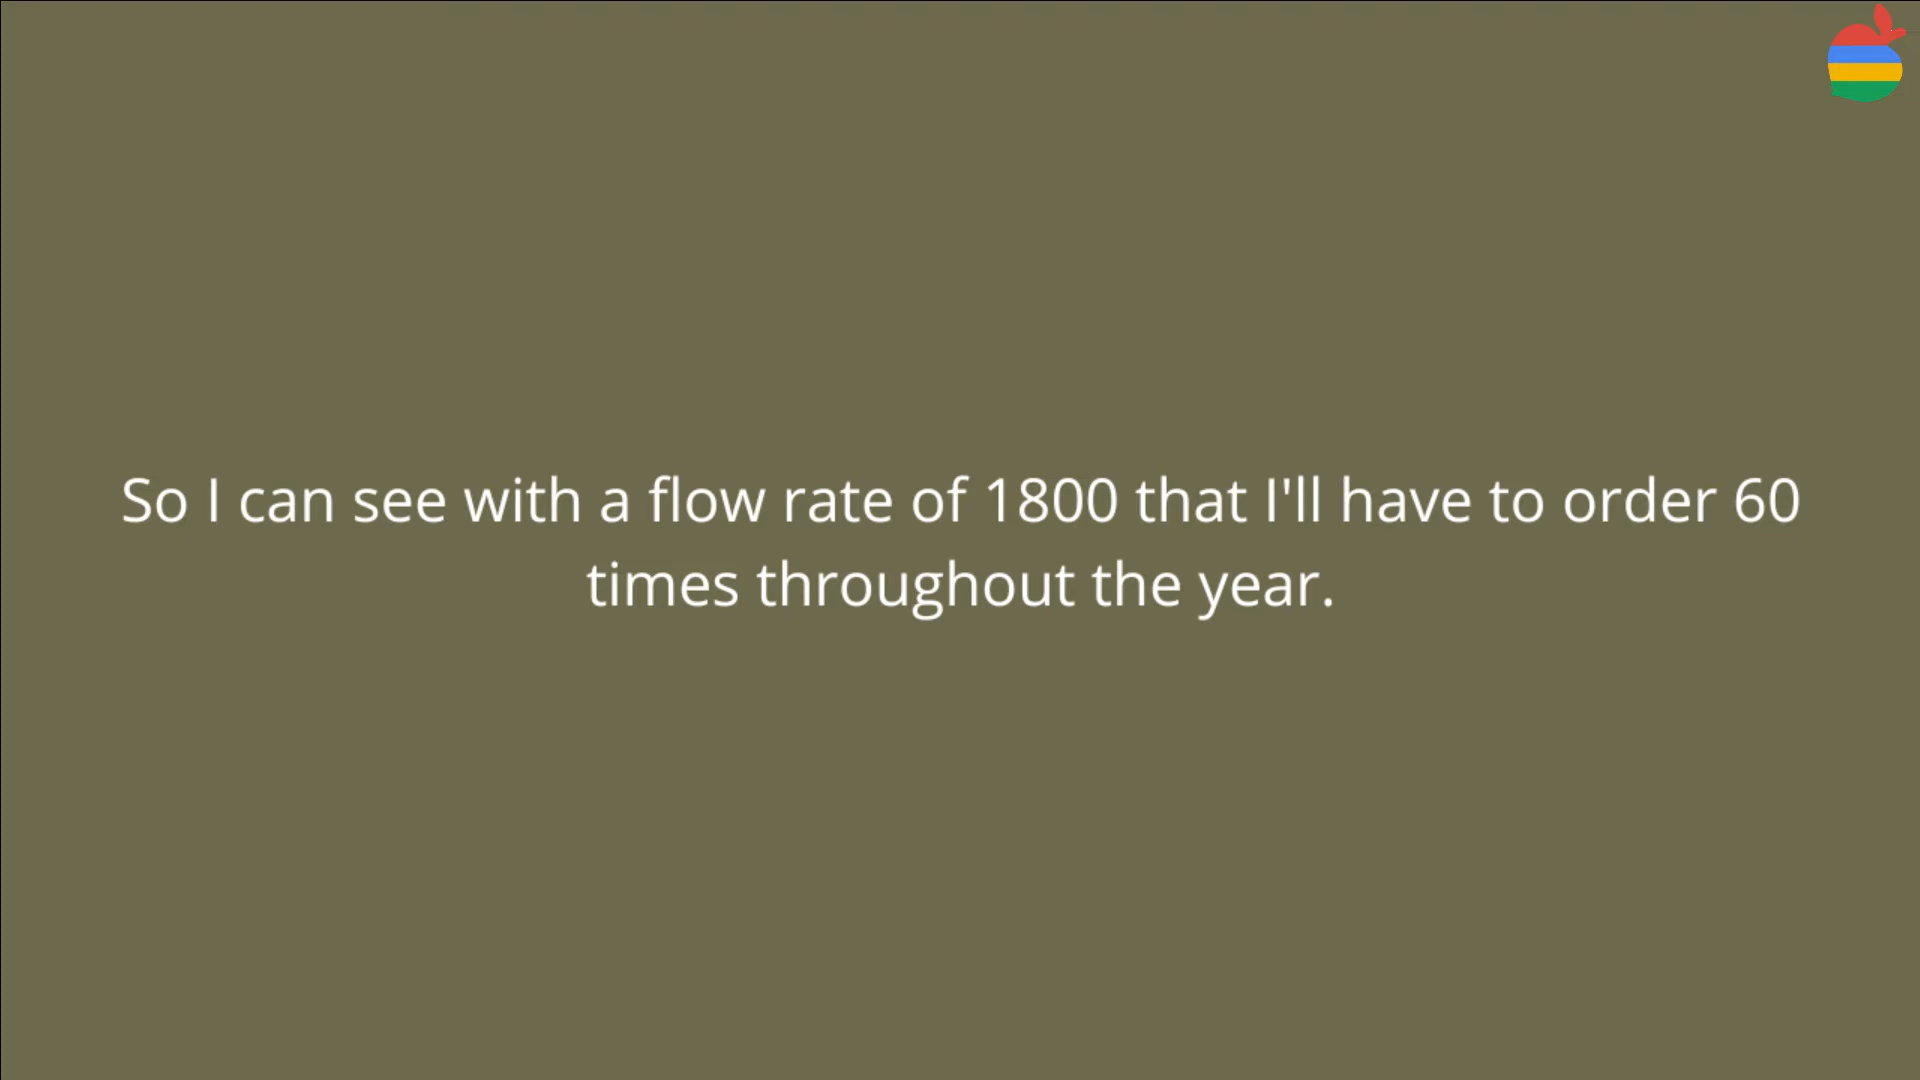 So I can see with a flow rate of 1800 that I'll have to order 60
times throughout the year.